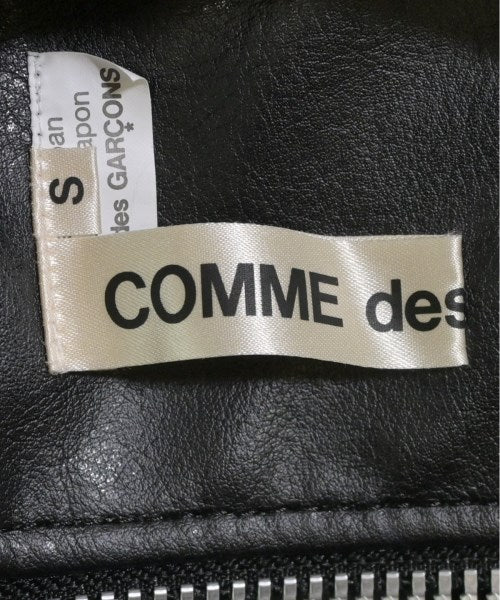 COMME des
S
an
apon
des GARÇONS
*